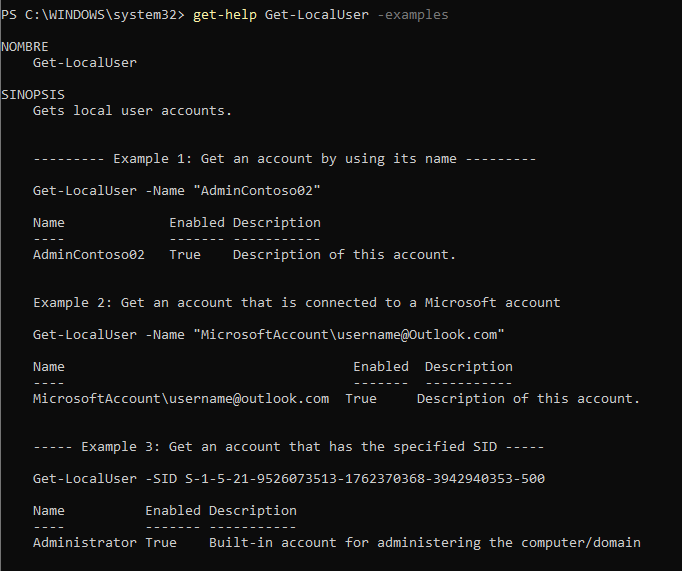 PS C:\WINDOWS\system32> get-help Get-LocalUser -examples
NOMBRE
Get-LocalUser
SINOPSIS
Gets local user accounts.
--------- Example 1: Get an account by using its name ---------
Get-LocalUser -Name "AdminContoso02"
Name Enabled Description
---- ------- -----------
AdminContoso02 True Description of this account.
Example 2: Get an account that is connected to a Microsoft account
Get-LocalUser -Name "MicrosoftAccount\username@Outlook.com"
Name Enabled Description
---- ------- -----------
MicrosoftAccount\username@outlook.com True Description of this account.
----- Example 3: Get an account that has the specified SID -----
Get-LocalUser -SID S-1-5-21-9526073513-1762370368-3942940353-500
Name Enabled Description
---- ------- -----------
Administrator True Built-in account for administering the computer/domain